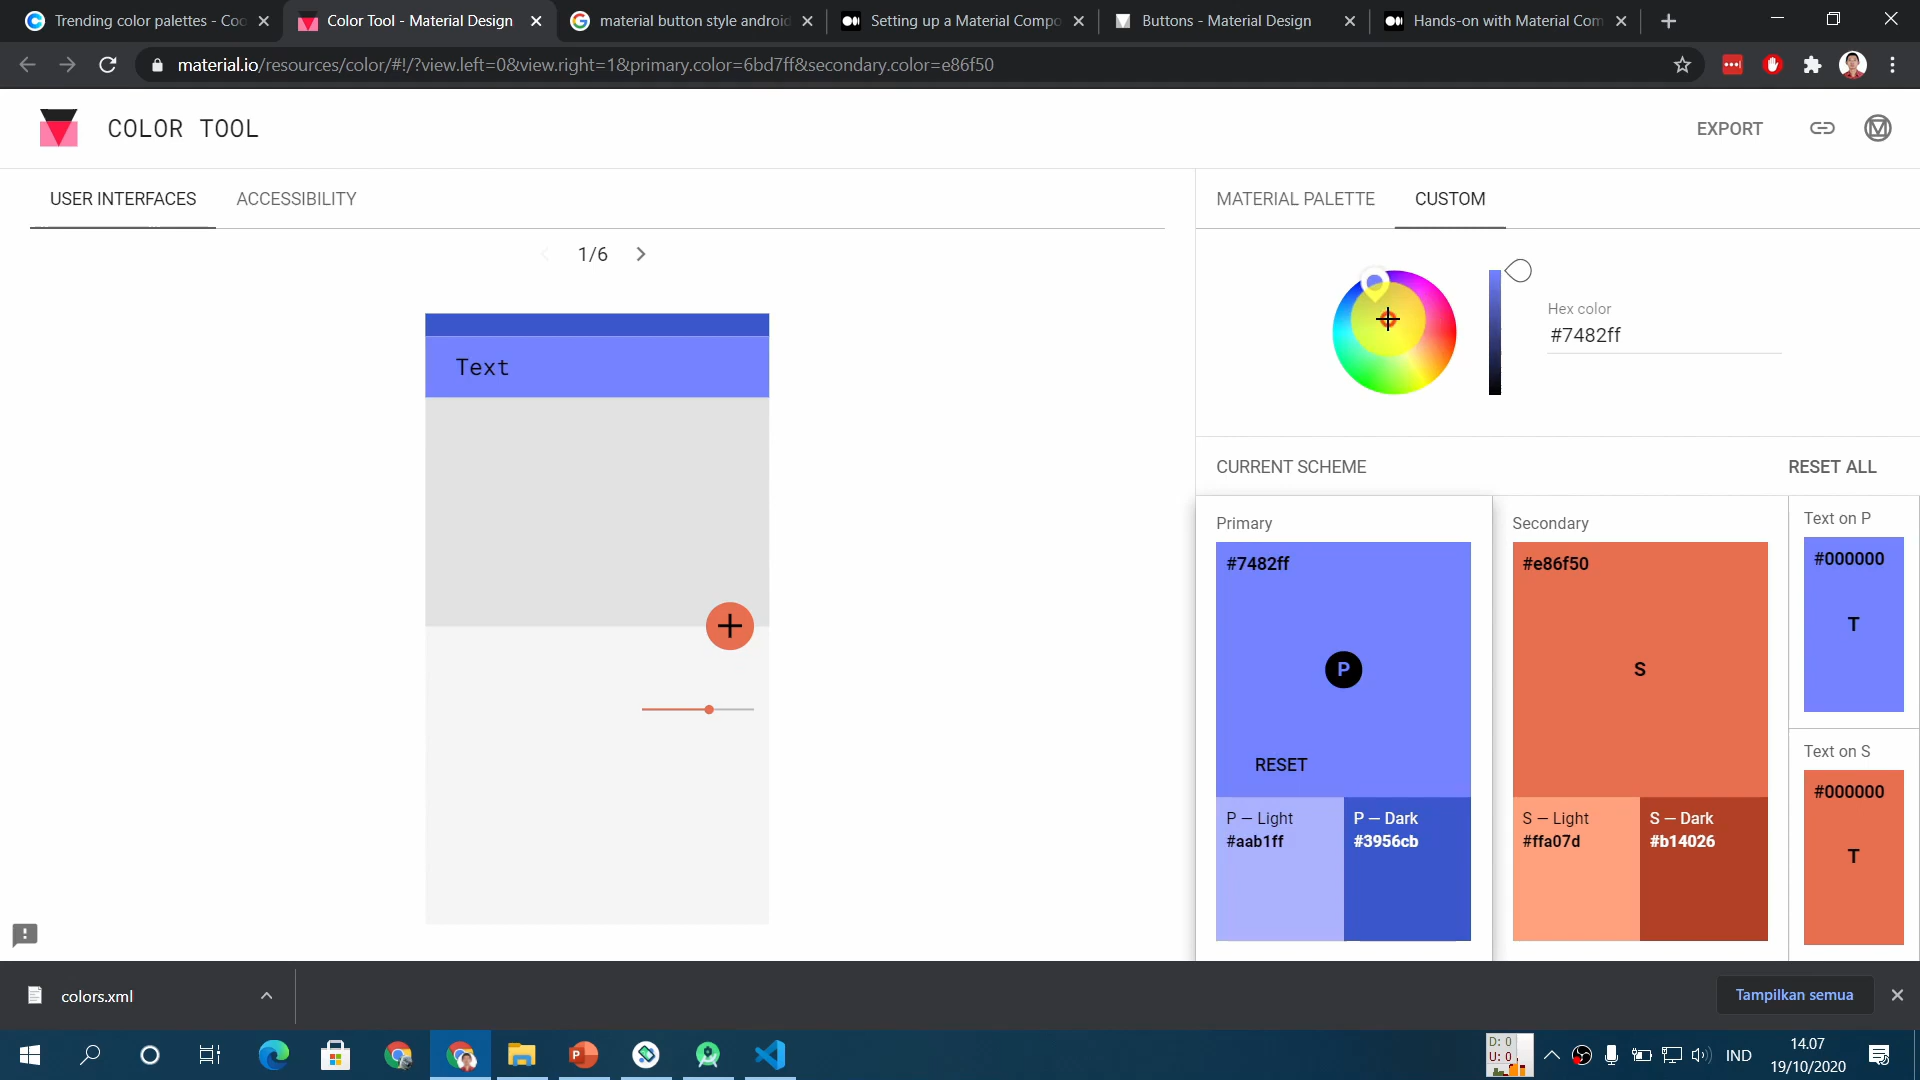 Trending color palettes - Coo
Color Tool - Material Design
material button style android
Setting up a Material Compo
Buttons - Material Design
Hands-on with Material Com
material.io/resources/color/#!/?view.left=0&view.right=1&primary.color=6bd7ff&secondary.color=e86f50
COLOR TOOL
EXPORT
USER INTERFACES
ACCESSIBILITY
MATERIAL PALETTE
CUSTOM
1/6
Text
Hex color
#7482ff
CURRENT SCHEME
RESET ALL
Primary
#7482ff
P
RESET
P — Light
#aab1ff
P — Dark
#3956cb
Secondary
#e86f50
S
S — Light
#ffa07d
S — Dark
#b14026
Text on P
#000000
T
Text on S
#000000
T
colors.xml
Tampilkan semua
D: 0
U: 0
IND
14.07
19/10/2020